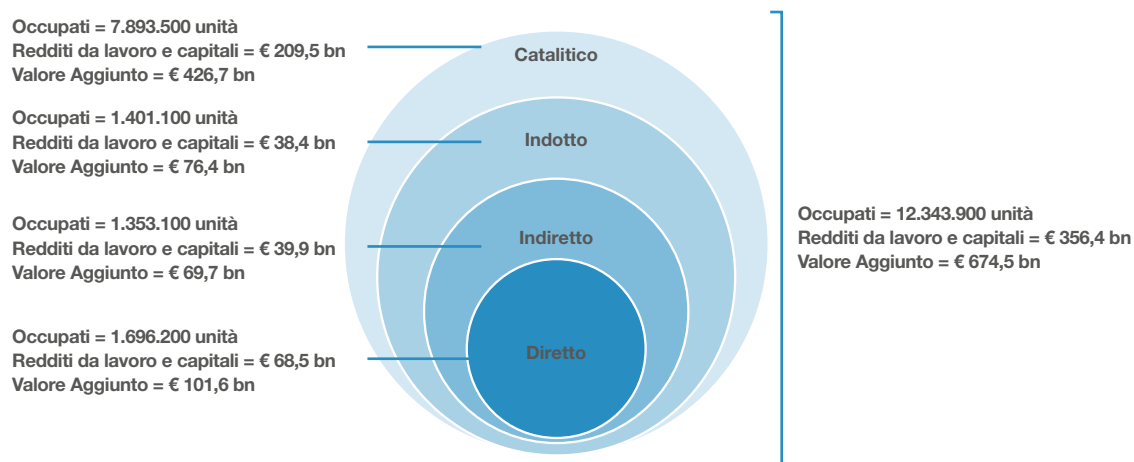 Occupati = 7.893.500 unità
Redditi da lavoro e capitali = € 209,5 bn
Valore Aggiunto = € 426,7 bn
Catalitico
Occupati = 1.401.100 unità
Redditi da lavoro e capitali = € 38,4 bn
Valore Aggiunto = € 76,4 bn
Indotto
Occupati = 1.353.100 unità
Redditi da lavoro e capitali = € 39,9 bn
Valore Aggiunto = € 69,7 bn
Indiretto
Occupati = 1.696.200 unità
Redditi da lavoro e capitali = € 68,5 bn
Valore Aggiunto = € 101,6 bn
Diretto
Occupati = 12.343.900 unità
Redditi da lavoro e capitali = € 356,4 bn
Valore Aggiunto = € 674,5 bn